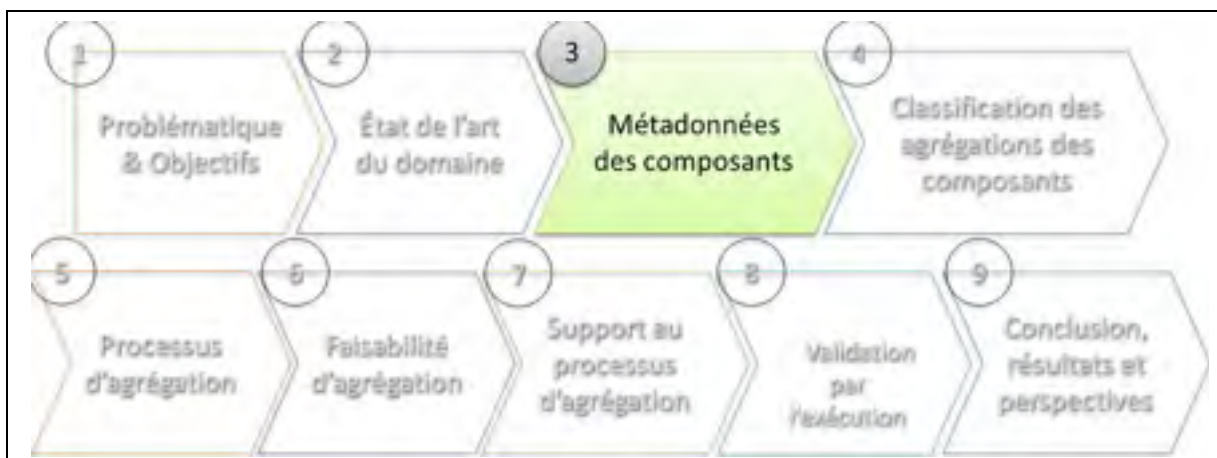 1
Problématique
& Objectifs
2
État de l'art
du domaine
3
Métadonnées
des composants
4
Classification des
agrégations des
composants
5
Processus
d'agrégation
6
Faisabilité
d'agrégation
7
Support au
processus
d'agrégation
8
Validation
par
l'exécution
9
Conclusion,
résultats et
perspectives